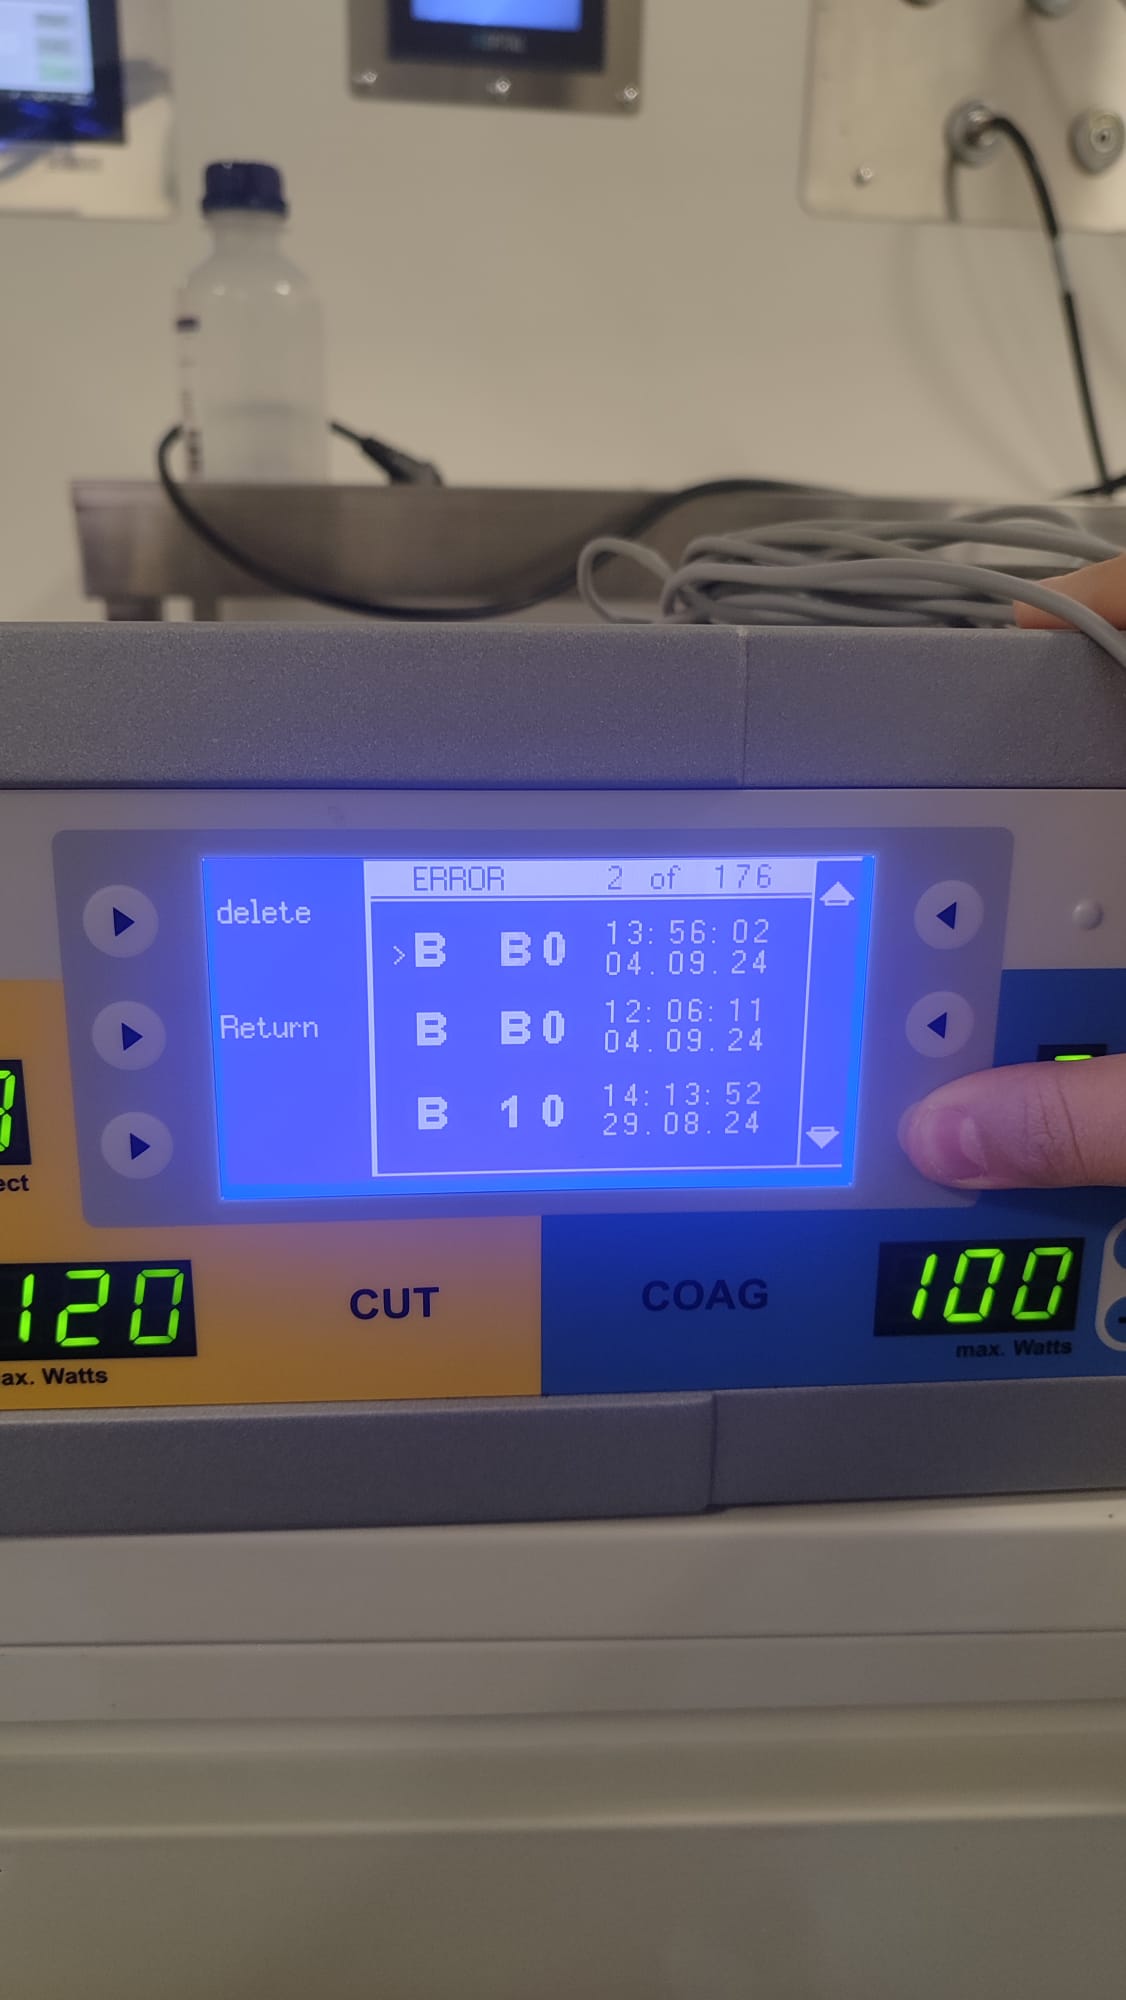 ERROR 2 of 176
delete
>B B0 13:56:02
04.09.24
Return
B B0 12:06:11
04.09.24
B 10 14:13:52
29.08.24
ect
120
CUT
COAG
100
ax. Watts
max. Watts